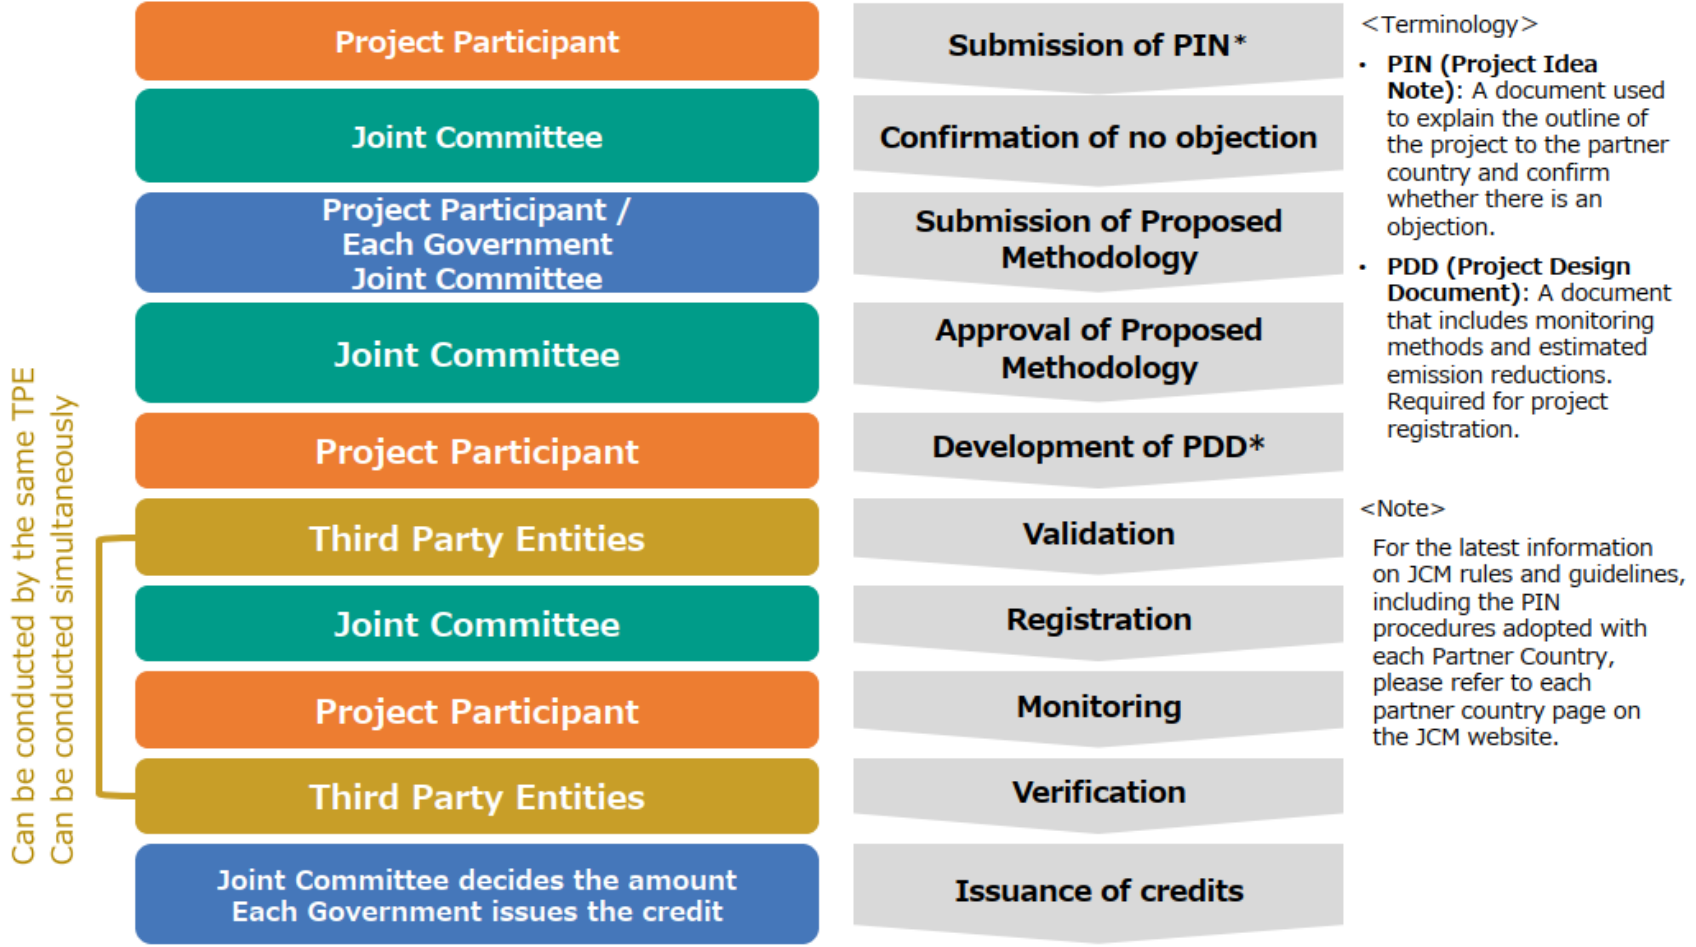 Project Participant
Submission of PIN*
Joint Committee
Confirmation of no objection
Project Participant /
Each Government
Joint Committee
Submission of Proposed
Methodology
Joint Committee
Approval of Proposed
Methodology
Project Participant
Development of PDD*
Third Party Entities
Validation
Joint Committee
Registration
Project Participant
Monitoring
Third Party Entities
Verification
Joint Committee decides the amount
Each Government issues the credit
Issuance of credits
Can be conducted by the same TPE
Can be conducted simultaneously
<Terminology>
• PIN (Project Idea
Note): A document used
to explain the outline of
the project to the partner
country and confirm
whether there is an
objection.
• PDD (Project Design
Document): A document
that includes monitoring
methods and estimated
emission reductions.
Required for project
registration.
<Note>
For the latest information
on JCM rules and guidelines,
including the PIN
procedures adopted with
each Partner Country,
please refer to each
partner country page on
the JCM website.